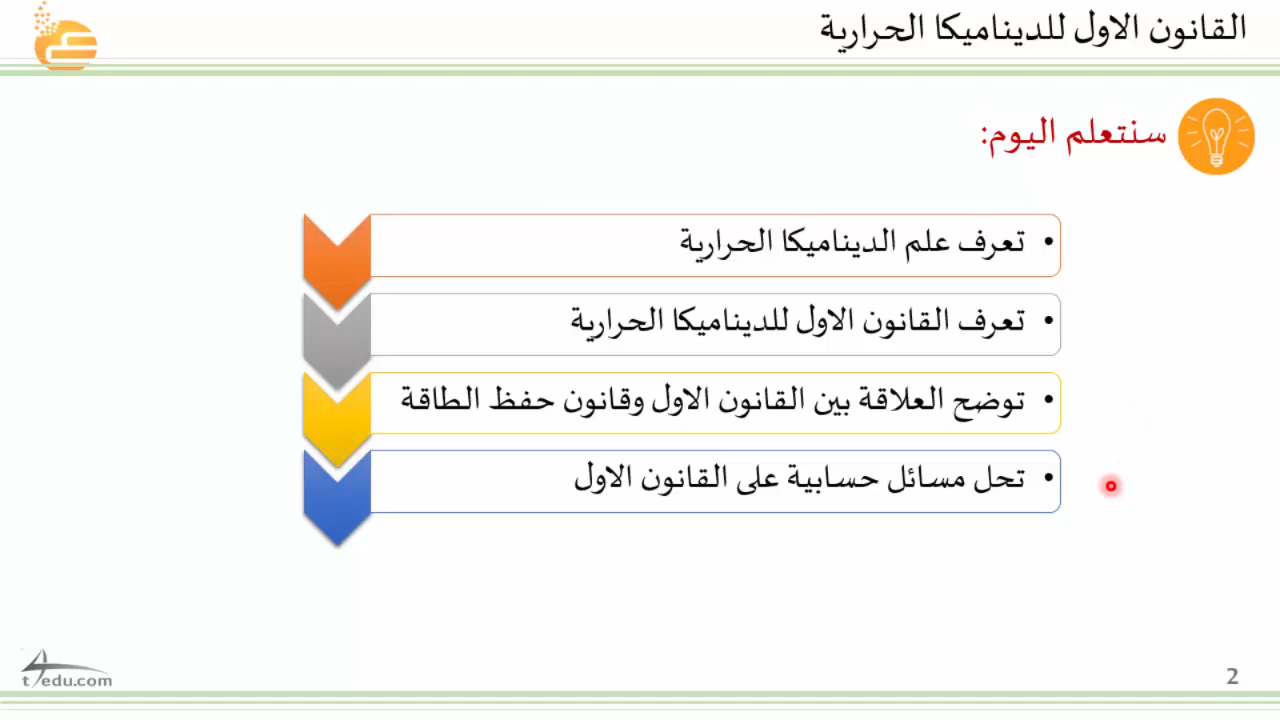 القانون الاول للديناميكا الحرارية
سنتعلم اليوم:
• تعرف علم الديناميكا الحرارية
• تعرف القانون الاول للديناميكا الحرارية
• توضح العلاقة بين القانون الاول وقانون حفظ الطاقة
• تحل مسائل حسابية على القانون الاول
t4edu.com
2